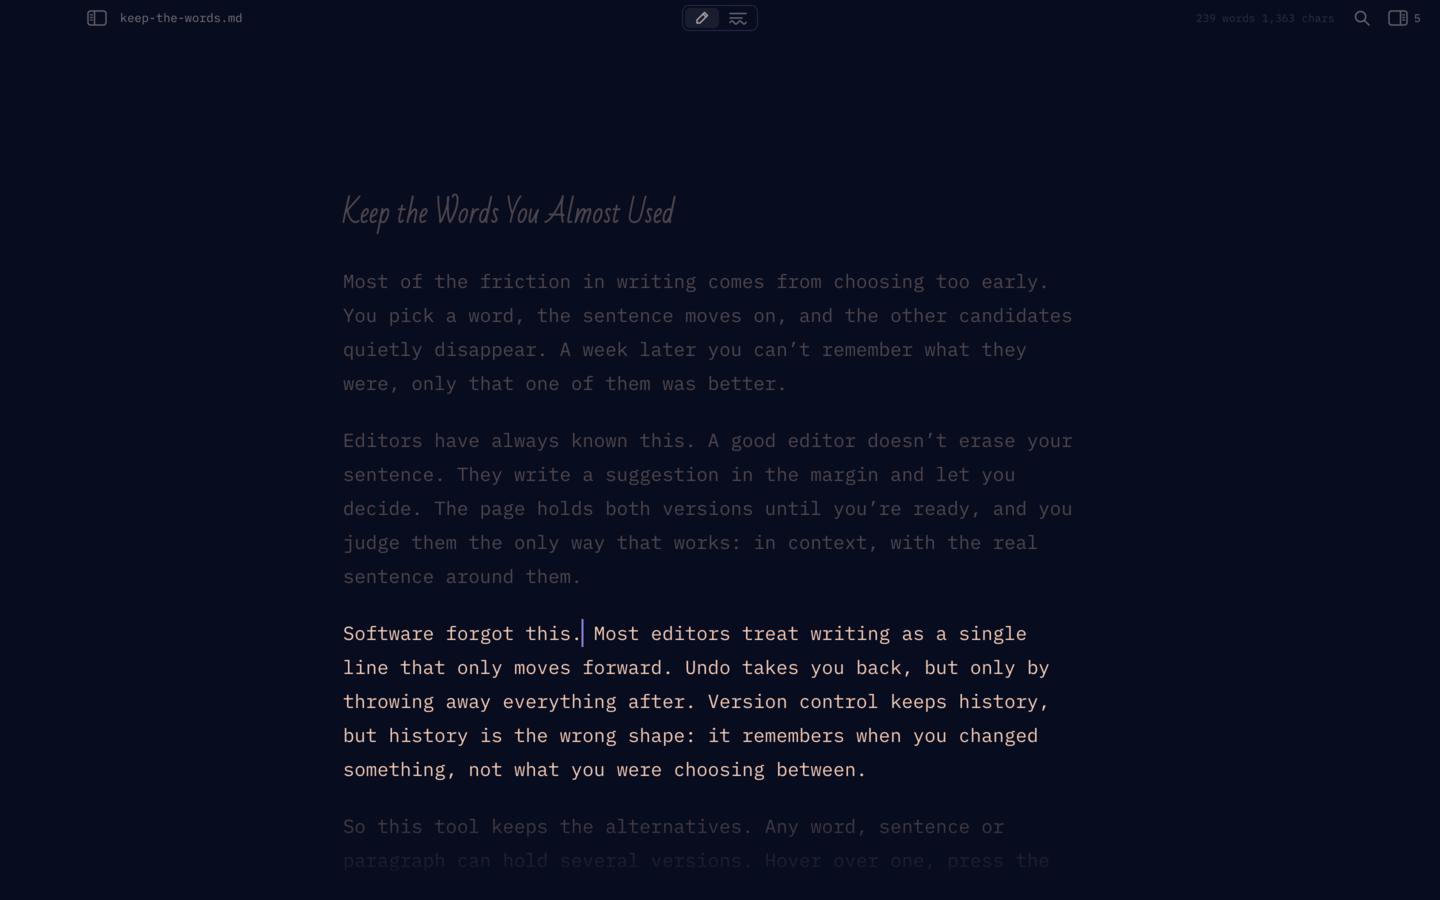 keep-the-words.md
239 words 1,363 chars
5
Keep the Words You Almost Used
Most of the friction in writing comes from choosing too early.
You pick a word, the sentence moves on, and the other candidates
quietly disappear. A week later you can’t remember what they
were, only that one of them was better.
Editors have always known this. A good editor doesn’t erase your
sentence. They write a suggestion in the margin and let you
decide. The page holds both versions until you’re ready, and you
judge them the only way that works: in context, with the real
sentence around them.
Software forgot this. Most editors treat writing as a single
line that only moves forward. Undo takes you back, but only by
throwing away everything after. Version control keeps history,
but history is the wrong shape: it remembers when you changed
something, not what you were choosing between.
So this tool keeps the alternatives. Any word, sentence or
paragraph can hold several versions. Hover over one, press the